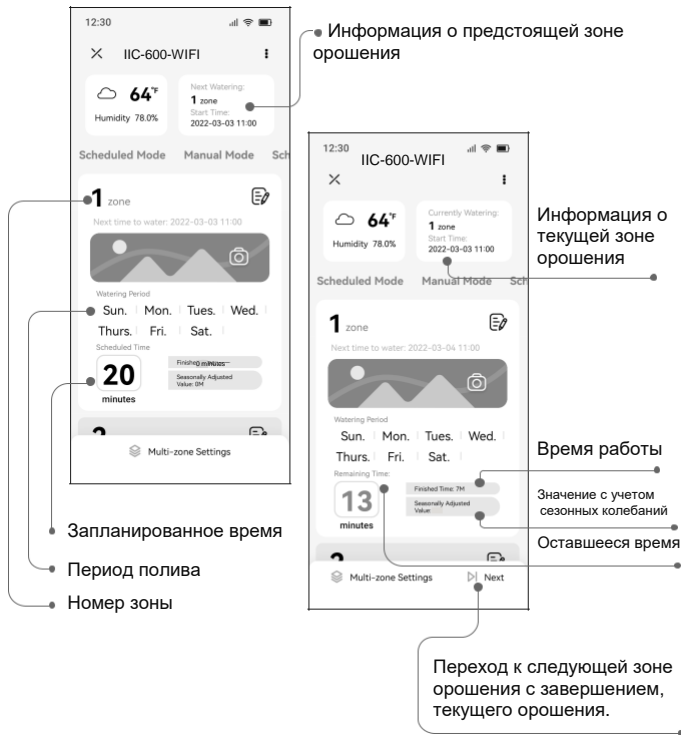 12:30
IIC-600-WIFI
64°F
Humidity 78.0%
Next Watering:
1 zone
Start Time:
2022-03-03 11:00
Scheduled Mode Manual Mode Sch
1 zone
Next time to water: 2022-03-03 11:00
Watering Period
Sun. Mon. Tues. Wed.
Thurs. Fri. Sat.
Scheduled Time
20
minutes
0 minutes
Seasonally Adjusted
Value: 0M
Multi-zone Settings
Информация о предстоящей зоне
орошения
12:30
IIC-600-WIFI
64°F
Humidity 78.0%
Currently Watering:
1 zone
Start Time:
2022-03-03 11:00
Scheduled Mode Manual Mode Sch
1 zone
Next time to water: 2022-03-04 11:00
Watering Period
Sun. Mon. Tues. Wed.
Thurs. Fri. Sat.
Remaining Time:
13
minutes
Finished Time: 7M
Seasonally Adjusted
Value:
Multi-zone Settings Next
Информация о
текущей зоне
орошения
Время работы
Значение с учетом
сезонных колебаний
Оставшееся время
Запланированное время
Период полива
Номер зоны
Переход к следующей зоне
орошения с завершением,
текущего орошения.